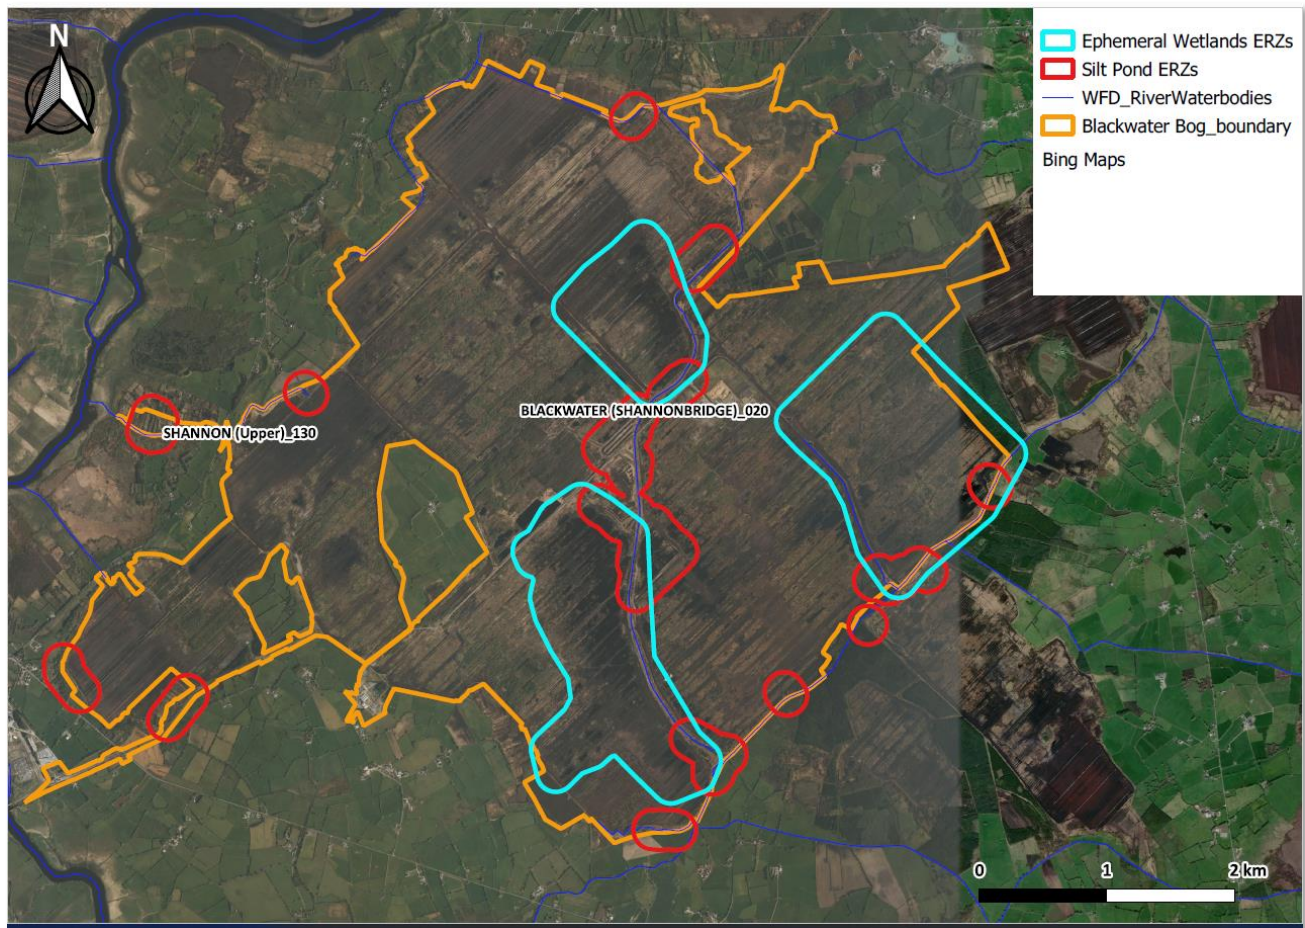 N
Ephemeral Wetlands ERZs
Silt Pond ERZs
WFD_RiverWaterbodies
Blackwater Bog_boundary
Bing Maps
BLACKWATER (SHANNONBRIDGE)_020
SHANNON (Upper)_130
0 1 2 km